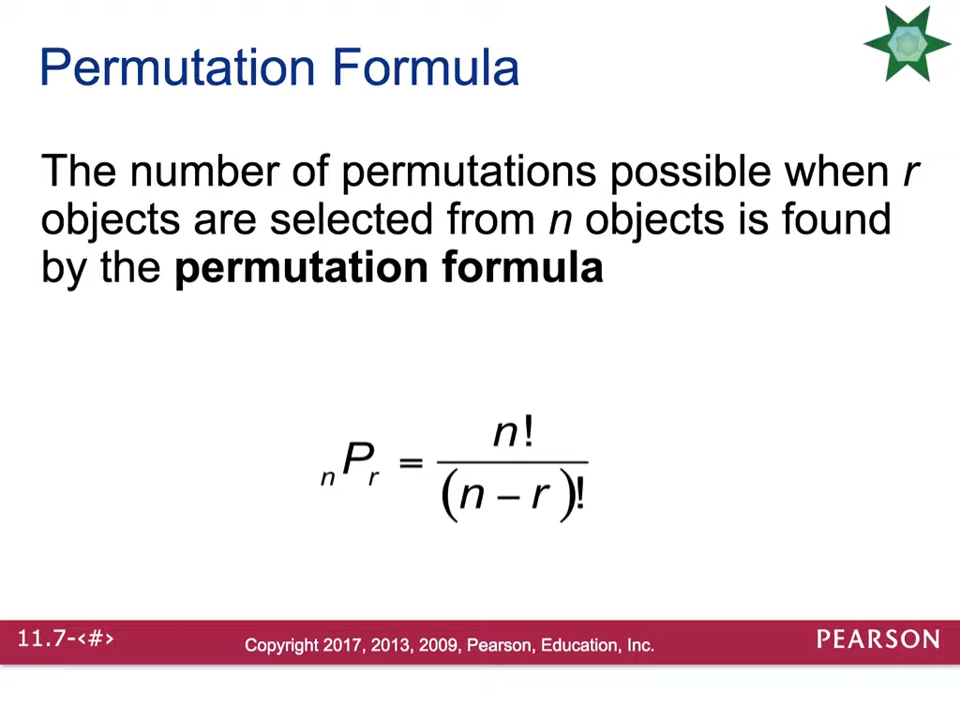 Permutation Formula
The number of permutations possible when r
objects are selected from n objects is found
by the permutation formula
nPr = n! / (n – r)!
11.7-<#>
Copyright 2017, 2013, 2009, Pearson, Education, Inc.
PEARSON